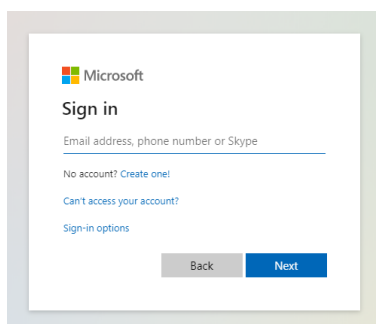 Microsoft
Sign in
Email address, phone number or Skype
No account? Create one!
Can't access your account?
Sign-in options
Back Next